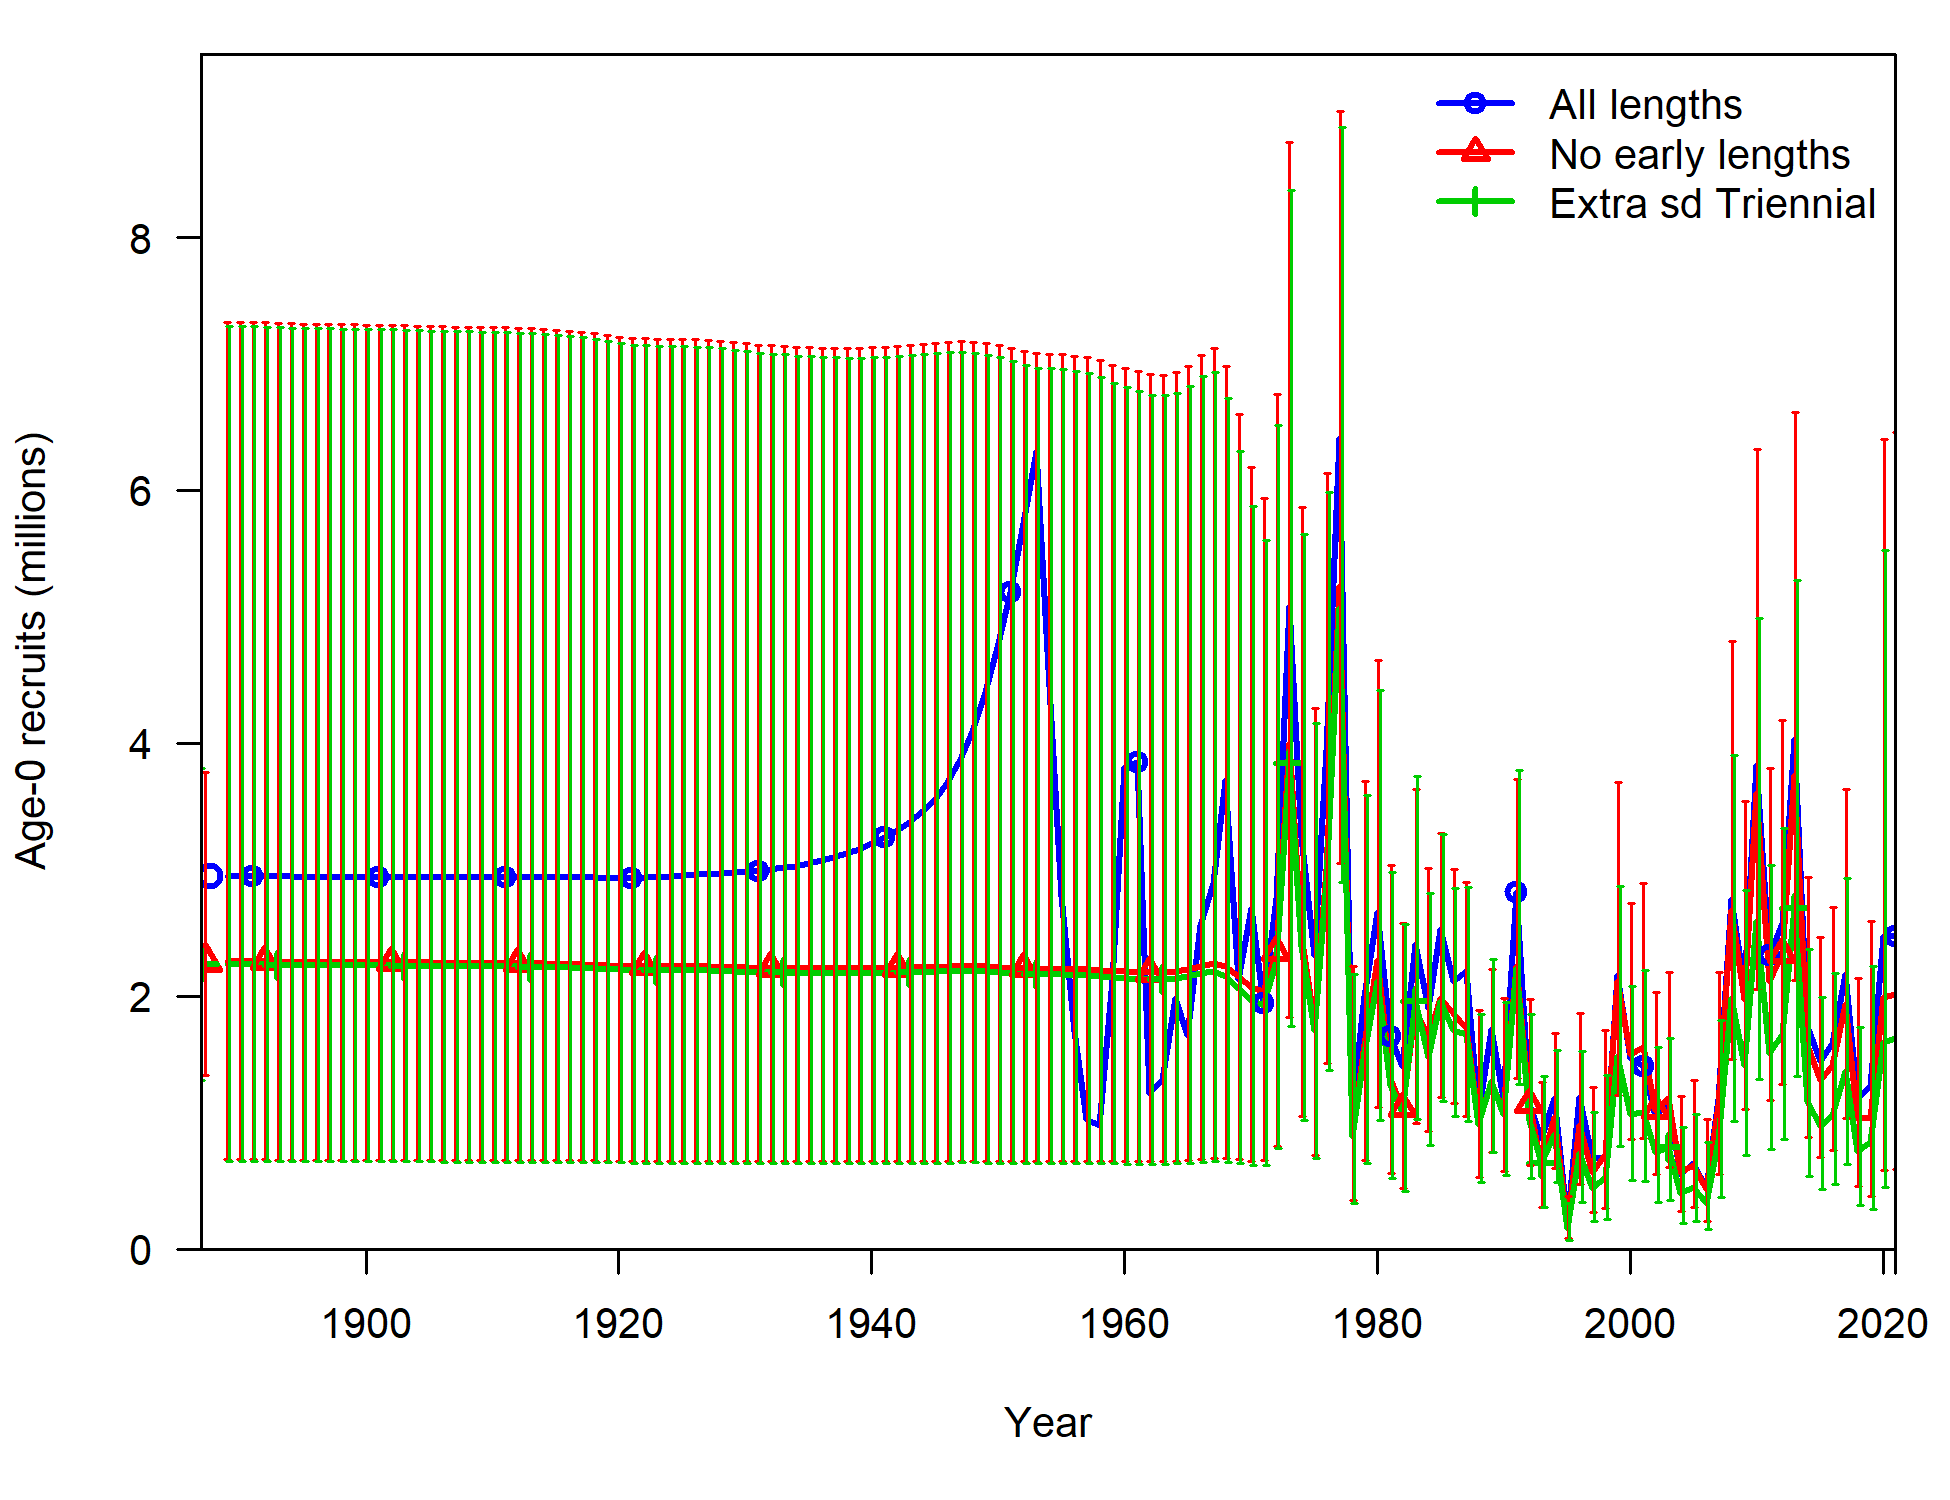 All lengths
No early lengths
Extra sd Triennial
Age-0 recruits (millions)
8
6
4
2
0
1900 1920 1940 1960 1980 2000 2020
Year